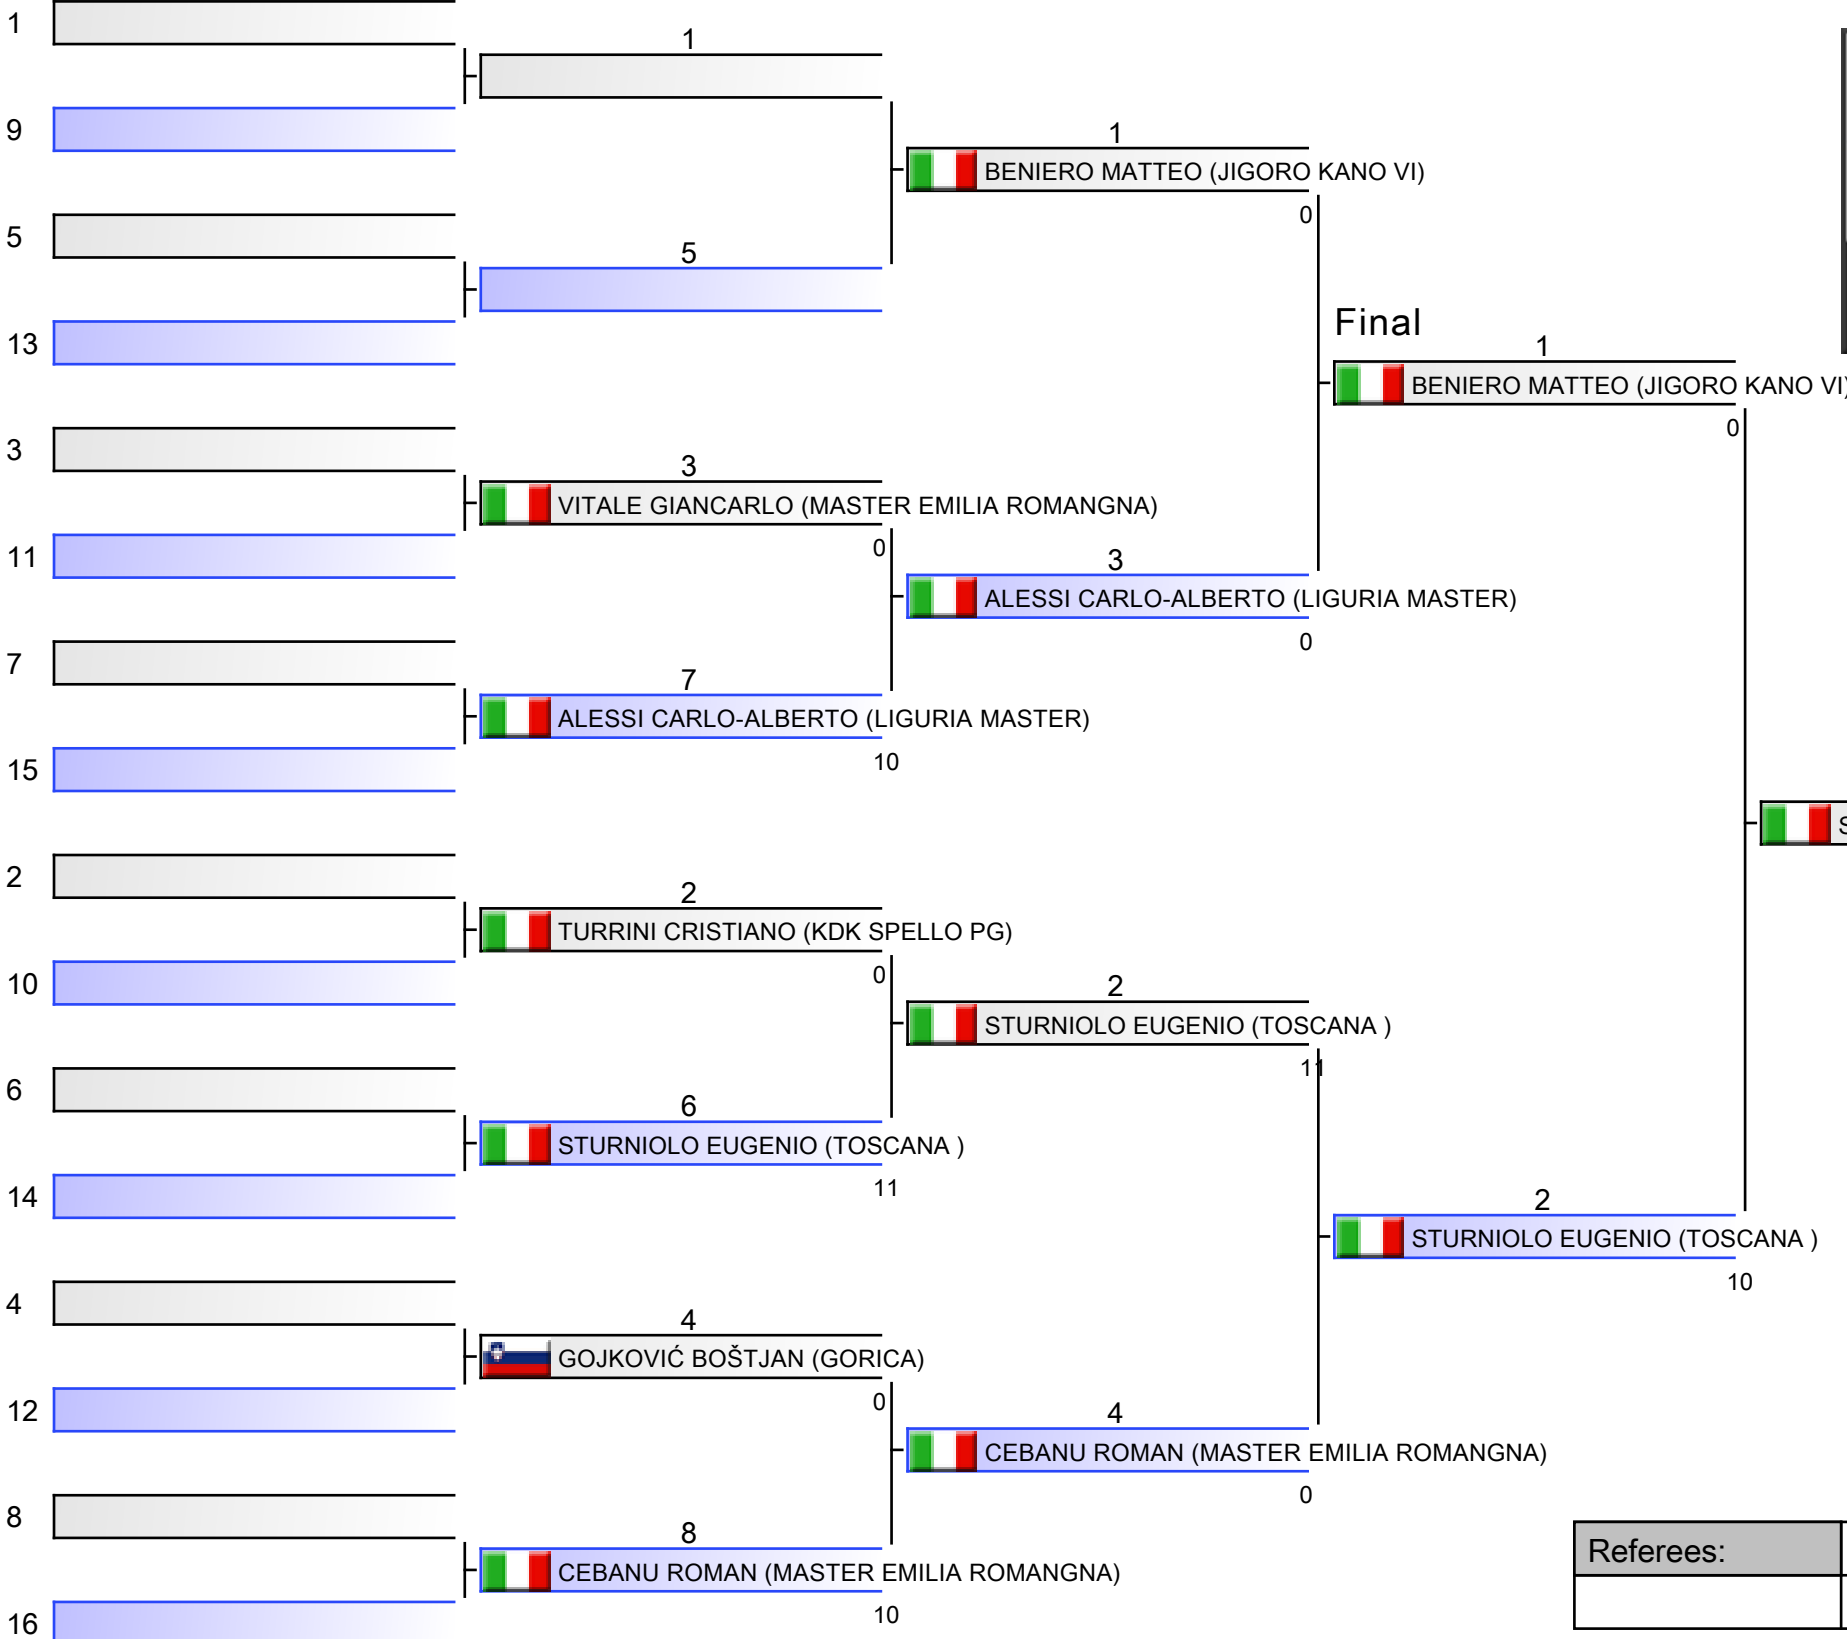 1
1
9
1
BENIERO MATTEO (JIGORO KANO VI)
0
5
5
13
Final
1
BENIERO MATTEO (JIGORO KANO VI)
0
3
3
VITALE GIANCARLO (MASTER EMILIA ROMANGNA)
0
11
3
ALESSI CARLO-ALBERTO (LIGURIA MASTER)
0
7
7
ALESSI CARLO-ALBERTO (LIGURIA MASTER)
10
15
S
2
2
TURRINI CRISTIANO (KDK SPELLO PG)
0
10
2
STURNIOLO EUGENIO (TOSCANA )
11
6
6
STURNIOLO EUGENIO (TOSCANA )
11
14
2
STURNIOLO EUGENIO (TOSCANA )
10
4
4
GOJKOVIĆ BOŠTJAN (GORICA)
0
12
4
CEBANU ROMAN (MASTER EMILIA ROMANGNA)
0
8
8
CEBANU ROMAN (MASTER EMILIA ROMANGNA)
10
16
Referees: